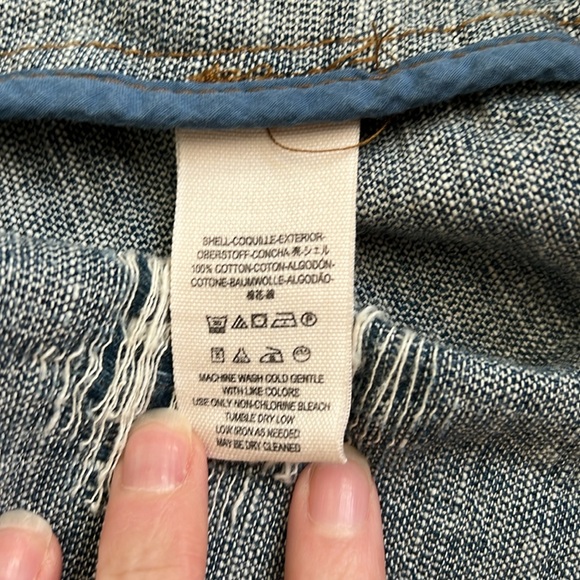 SHELL-COQUILLE-EXTERIOR-
OBERSTOFF-CONCHA-売-シェル
100% COTTON-COTON-ALGODÓN-
COTONE-BAUMWOLLE-ALGODÃO-
棉花-綿
MACHINE WASH COLD GENTLE
WITH LIKE COLORS
USE ONLY NON-CHLORINE BLEACH
TUMBLE DRY LOW
LOW IRON AS NEEDED
MAY BE DRY CLEANED